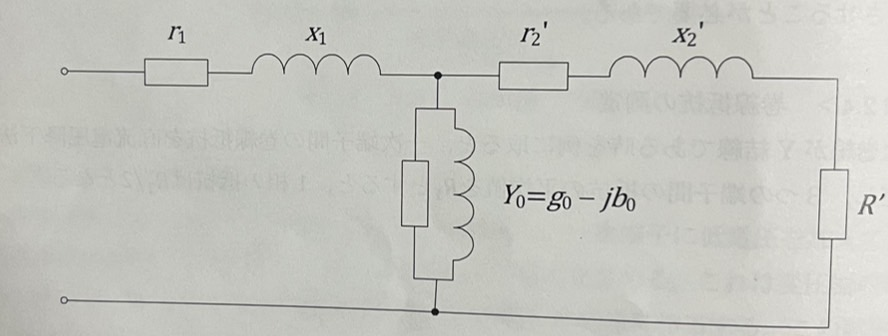 r₁ x₁ r₂' x₂'
Y₀=g₀ − jb₀
R'